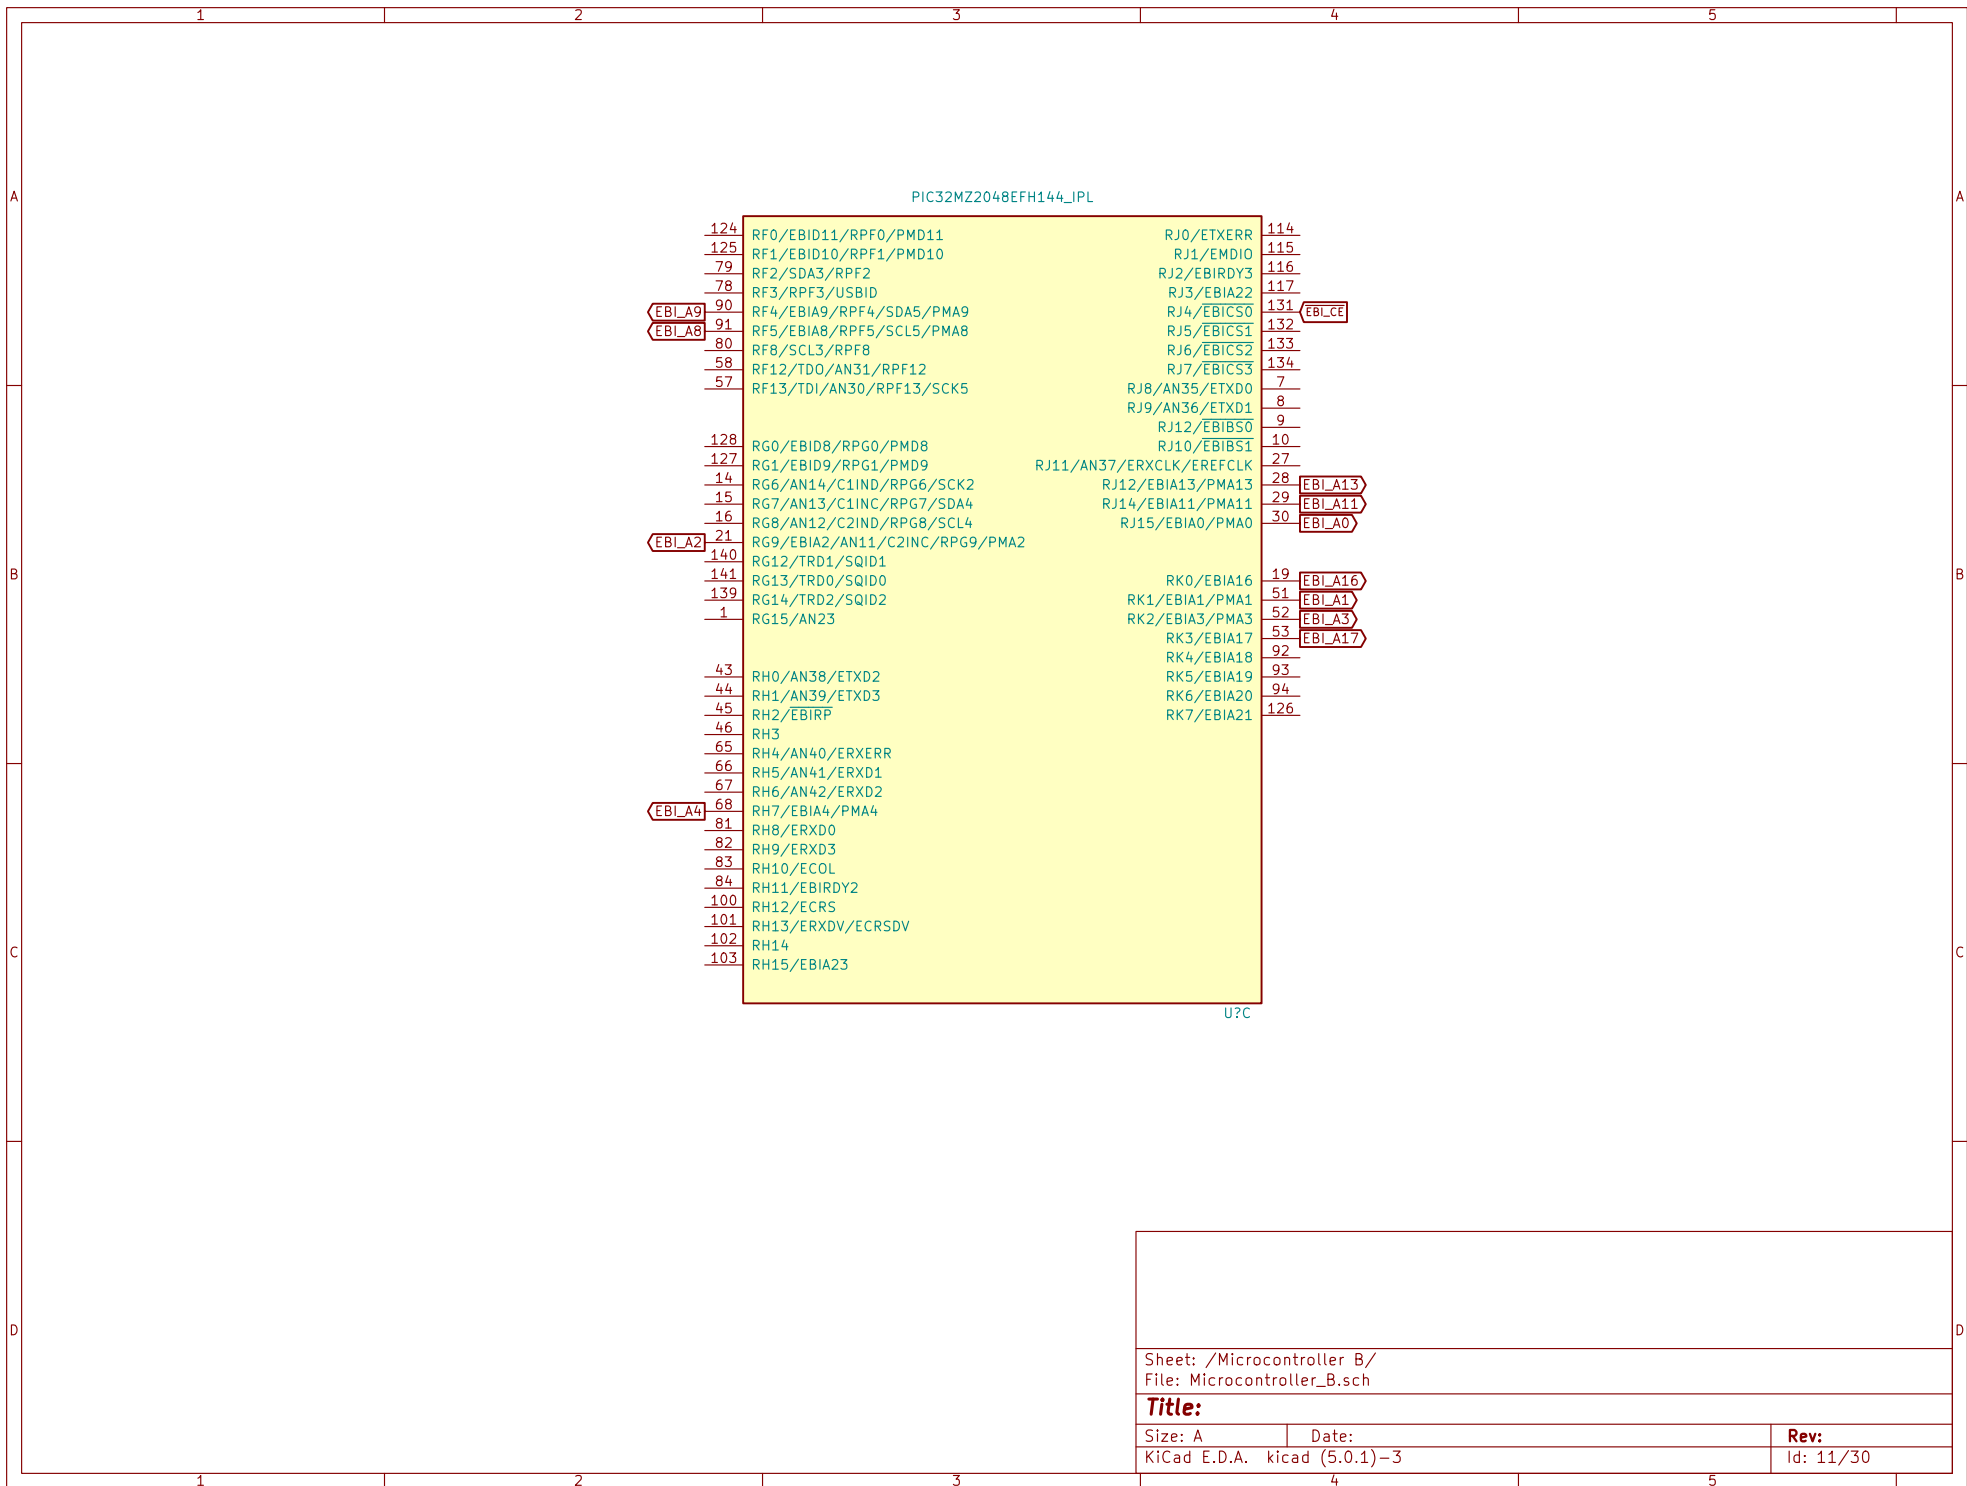 1 2 3 4 5
A A
B B
C C
D D
PIC32MZ2048EFH144_IPL
124 RF0/EBID11/RPF0/PMD11
125 RF1/EBID10/RPF1/PMD10
79 RF2/SDA3/RPF2
78 RF3/RPF3/USBID
EBI_A9 90 RF4/EBIA9/RPF4/SDA5/PMA9
EBI_A8 91 RF5/EBIA8/RPF5/SCL5/PMA8
80 RF8/SCL3/RPF8
58 RF12/TDO/AN31/RPF12
57 RF13/TDI/AN30/RPF13/SCK5
128 RG0/EBID8/RPG0/PMD8
127 RG1/EBID9/RPG1/PMD9
14 RG6/AN14/C1IND/RPG6/SCK2
15 RG7/AN13/C1INC/RPG7/SDA4
16 RG8/AN12/C2IND/RPG8/SCL4
EBI_A2 21 RG9/EBIA2/AN11/C2INC/RPG9/PMA2
140 RG12/TRD1/SQID1
141 RG13/TRD0/SQID0
139 RG14/TRD2/SQID2
1 RG15/AN23
43 RH0/AN38/ETXD2
44 RH1/AN39/ETXD3
45 RH2/EBIRP
46 RH3
65 RH4/AN40/ERXERR
66 RH5/AN41/ERXD1
67 RH6/AN42/ERXD2
EBI_A4 68 RH7/EBIA4/PMA4
81 RH8/ERXD0
82 RH9/ERXD3
83 RH10/ECOL
84 RH11/EBIRDY2
100 RH12/ECRS
101 RH13/ERXDV/ECRSDV
102 RH14
103 RH15/EBIA23
RJ0/ETXERR 114
RJ1/EMDIO 115
RJ2/EBIRDY3 116
RJ3/EBIA22 117
RJ4/EBICS0 131 EBI_CE
RJ5/EBICS1 132
RJ6/EBICS2 133
RJ7/EBICS3 134
RJ8/AN35/ETXD0 7
RJ9/AN36/ETXD1 8
RJ12/EBIBS0 9
RJ10/EBIBS1 10
RJ11/AN37/ERXCLK/EREFCLK 27
RJ12/EBIA13/PMA13 28 EBI_A13
RJ14/EBIA11/PMA11 29 EBI_A11
RJ15/EBIA0/PMA0 30 EBI_A0
RK0/EBIA16 19 EBI_A16
RK1/EBIA1/PMA1 51 EBI_A1
RK2/EBIA3/PMA3 52 EBI_A3
RK3/EBIA17 53 EBI_A17
RK4/EBIA18 92
RK5/EBIA19 93
RK6/EBIA20 94
RK7/EBIA21 126
U?C
Sheet: /Microcontroller B/
File: Microcontroller_B.sch
Title:
Size: A Date: Rev:
KiCad E.D.A. kicad (5.0.1)-3 Id: 11/30
1 2 3 4 5